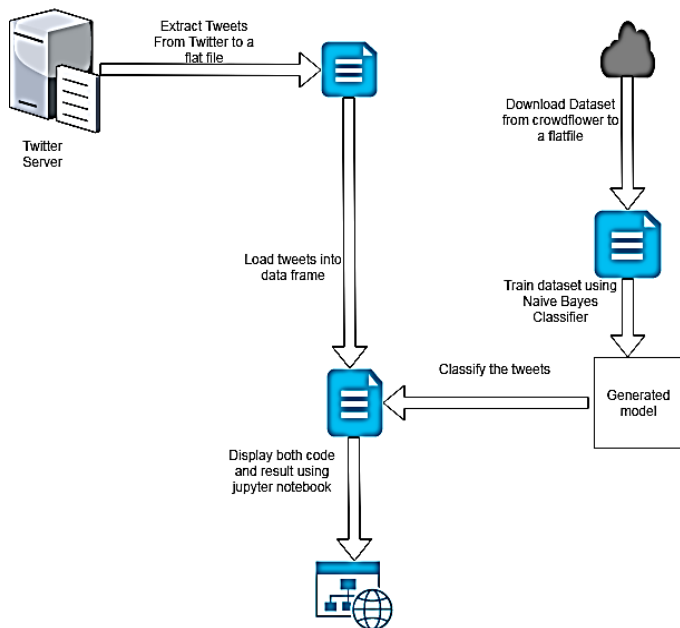 Extract Tweets
From Twitter to a
flat file
Twitter
Server
Download Dataset
from crowdflower to
a flatfile
Load tweets into
data frame
Train dataset using
Naive Bayes
Classifier
Classify the tweets
Generated
model
Display both code
and result using
jupyter notebook